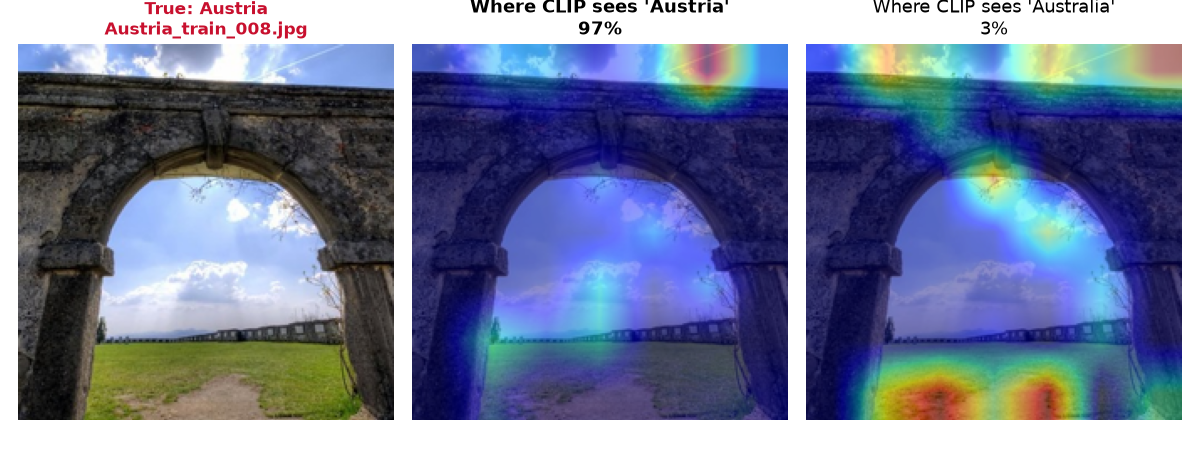 True: Austria
Austria_train_008.jpg
Where CLIP sees 'Austria'
97%
Where CLIP sees 'Australia'
3%